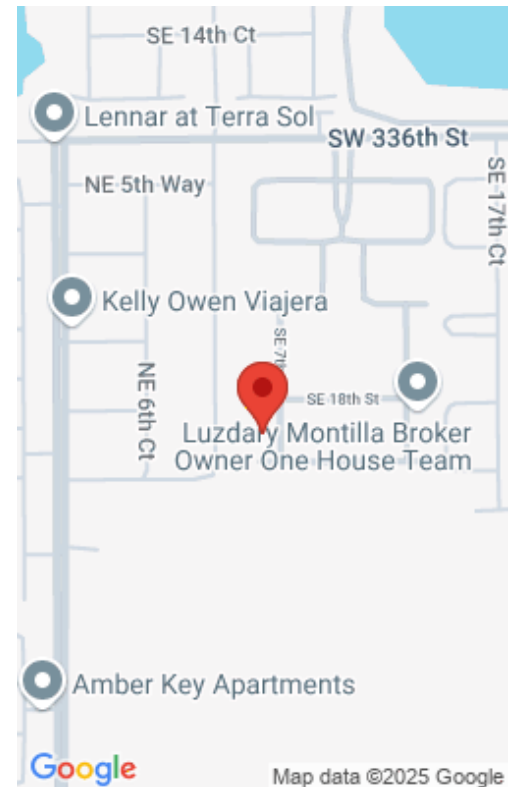 SE 14th Ct
Lennar at Terra Sol
SW 336th St
NE 5th Way
SE 17th Ct
Kelly Owen Viajera
SE 7th
NE 6th Ct
SE 18th St
Luzdary Montilla Broker
Owner One House Team
Amber Key Apartments
Google
Map data ©2025 Google